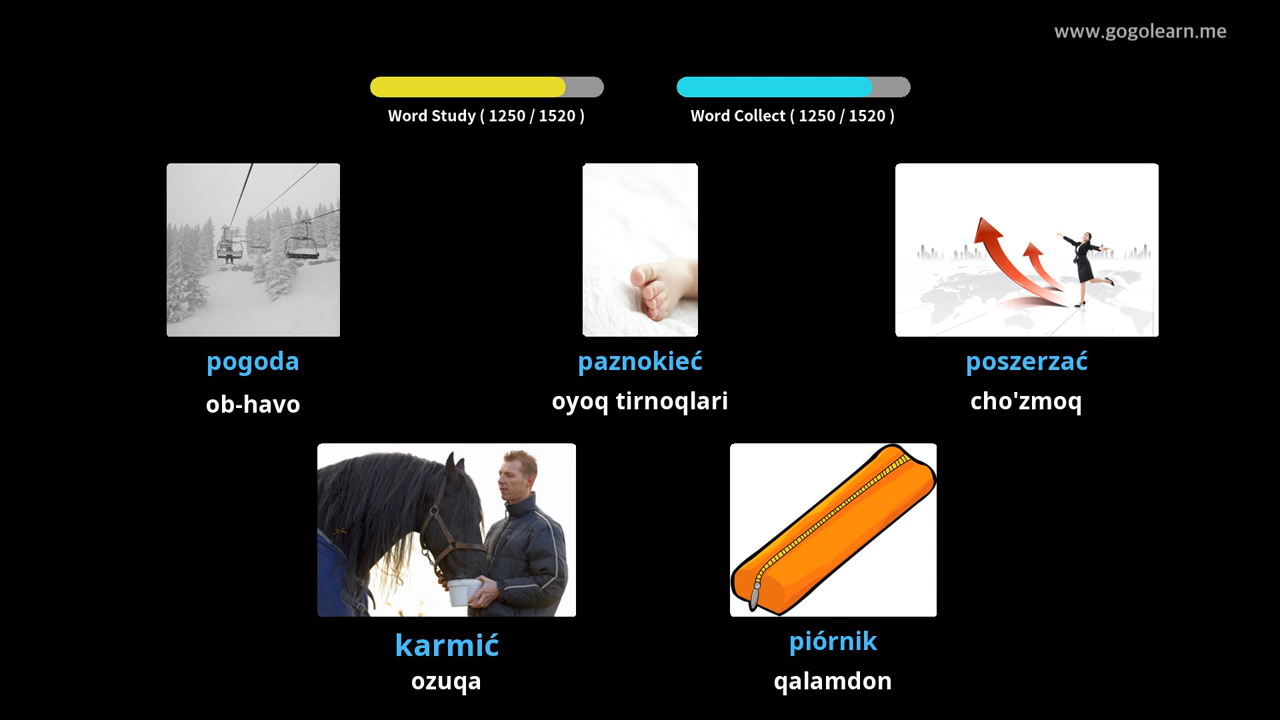 www.gogolearn.me
Word Study ( 1250 / 1520 )
Word Collect ( 1250 / 1520 )
pogoda
ob-havo
paznokieć
oyoq tirnoqlari
poszerzać
cho'zmoq
karmić
ozuqa
piórnik
qalamdon